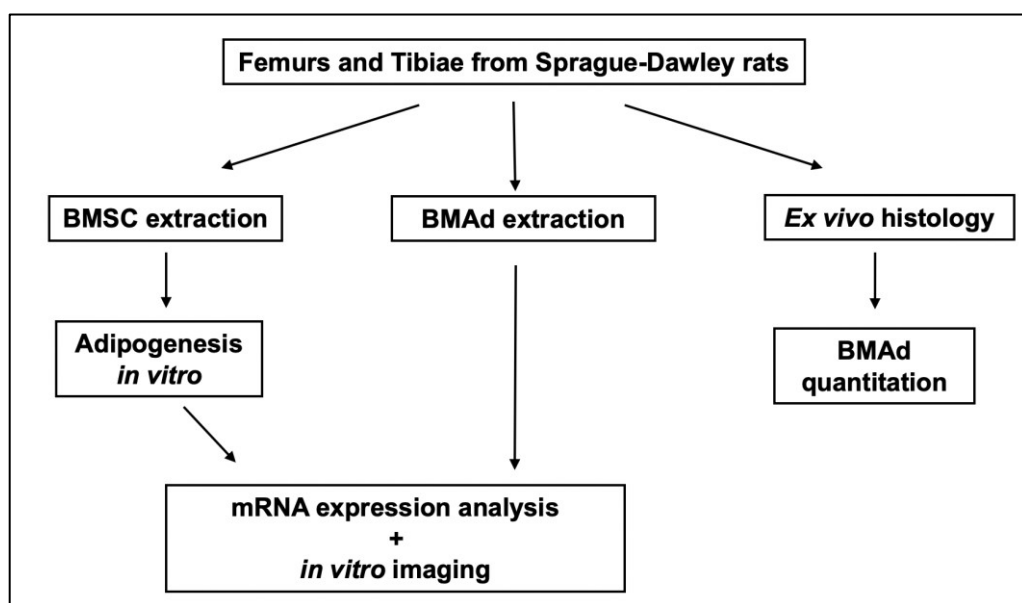 Femurs and Tibiae from Sprague-Dawley rats
BMSC extraction
BMAd extraction
Ex vivo histology
Adipogenesis
in vitro
BMAd
quantitation
mRNA expression analysis
+
in vitro imaging